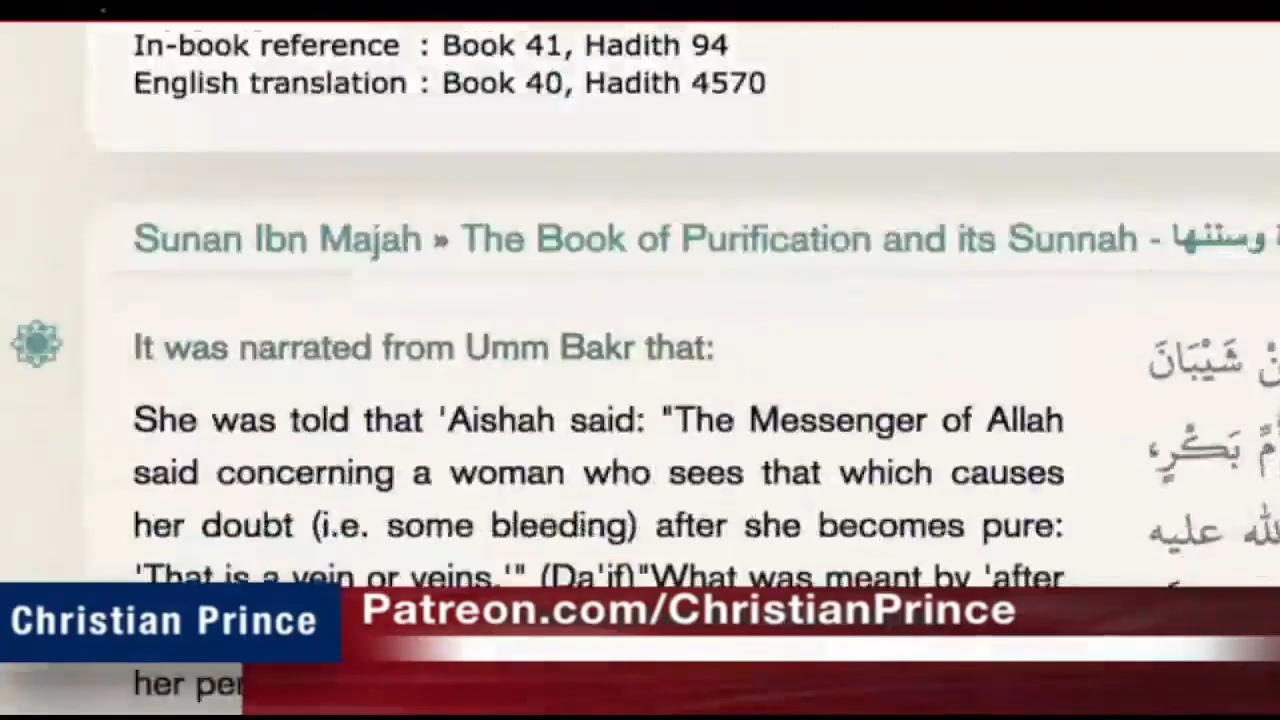 In-book reference : Book 41, Hadith 94
English translation : Book 40, Hadith 4570
Sunan Ibn Majah » The Book of Purification and its Sunnah - وسننها
It was narrated from Umm Bakr that:
شَيْبَانَ
She was told that 'Aishah said: "The Messenger of Allah
said concerning a woman who sees that which causes
بَكْرٍ،
her doubt (i.e. some bleeding) after she becomes pure:
الله عليه
'That is a vein or veins.'" (Da'if)"What was meant by 'after
Christian Prince
Patreon.com/ChristianPrince
her